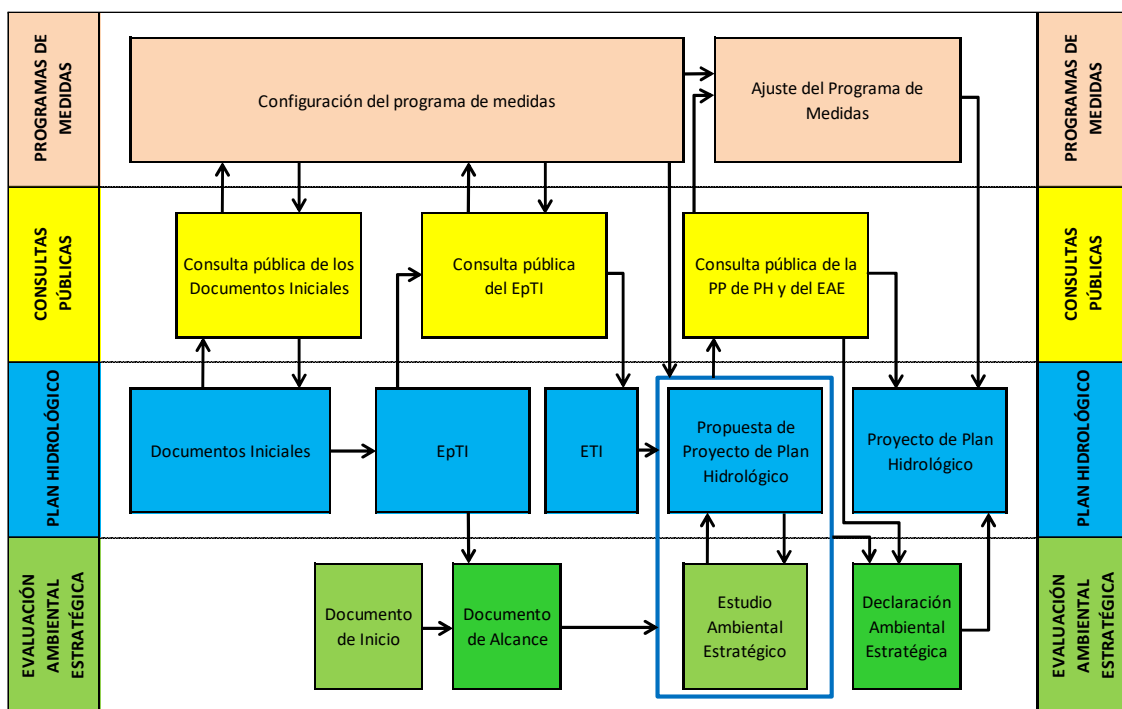 PROGRAMAS DE
MEDIDAS
Configuración del programa de medidas
Ajuste del Programa de
Medidas
PROGRAMAS DE
MEDIDAS
CONSULTAS
PÚBLICAS
Consulta pública de los
Documentos Iniciales
Consulta pública
del EpTI
Consulta pública de la
PP de PH y del EAE
CONSULTAS
PÚBLICAS
PLAN HIDROLÓGICO
Documentos Iniciales
EpTI
ETI
Propuesta de
Proyecto de Plan
Hidrológico
Proyecto de Plan
Hidrológico
PLAN HIDROLÓGICO
EVALUACIÓN
AMBIENTAL
ESTRATÉGICA
Documento
de Inicio
Documento
de Alcance
Estudio
Ambiental
Estratégico
Declaración
Ambiental
Estratégica
EVALUACIÓN
AMBIENTAL
ESTRATÉGICA